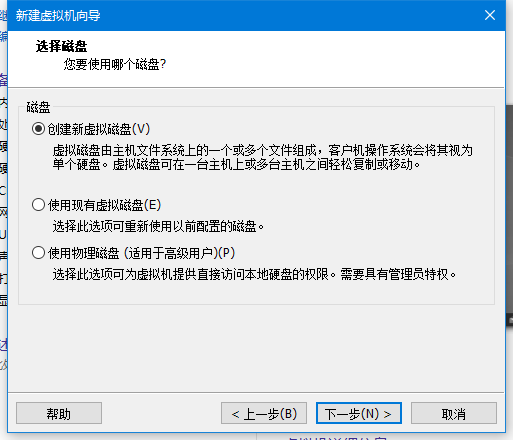 新建虚拟机向导
选择磁盘
您要使用哪个磁盘?
磁盘
创建新虚拟磁盘(V)
虚拟磁盘由主机文件系统上的一个或多个文件组成，客户机操作系统会将其视为
单个硬盘。虚拟磁盘可在一台主机上或多台主机之间轻松复制或移动。
使用现有虚拟磁盘(E)
选择此选项可重新使用以前配置的磁盘。
使用物理磁盘 (适用于高级用户)(P)
选择此选项可为虚拟机提供直接访问本地硬盘的权限。需要具有管理员特权。
帮助
< 上一步(B)
下一步(N) >
取消